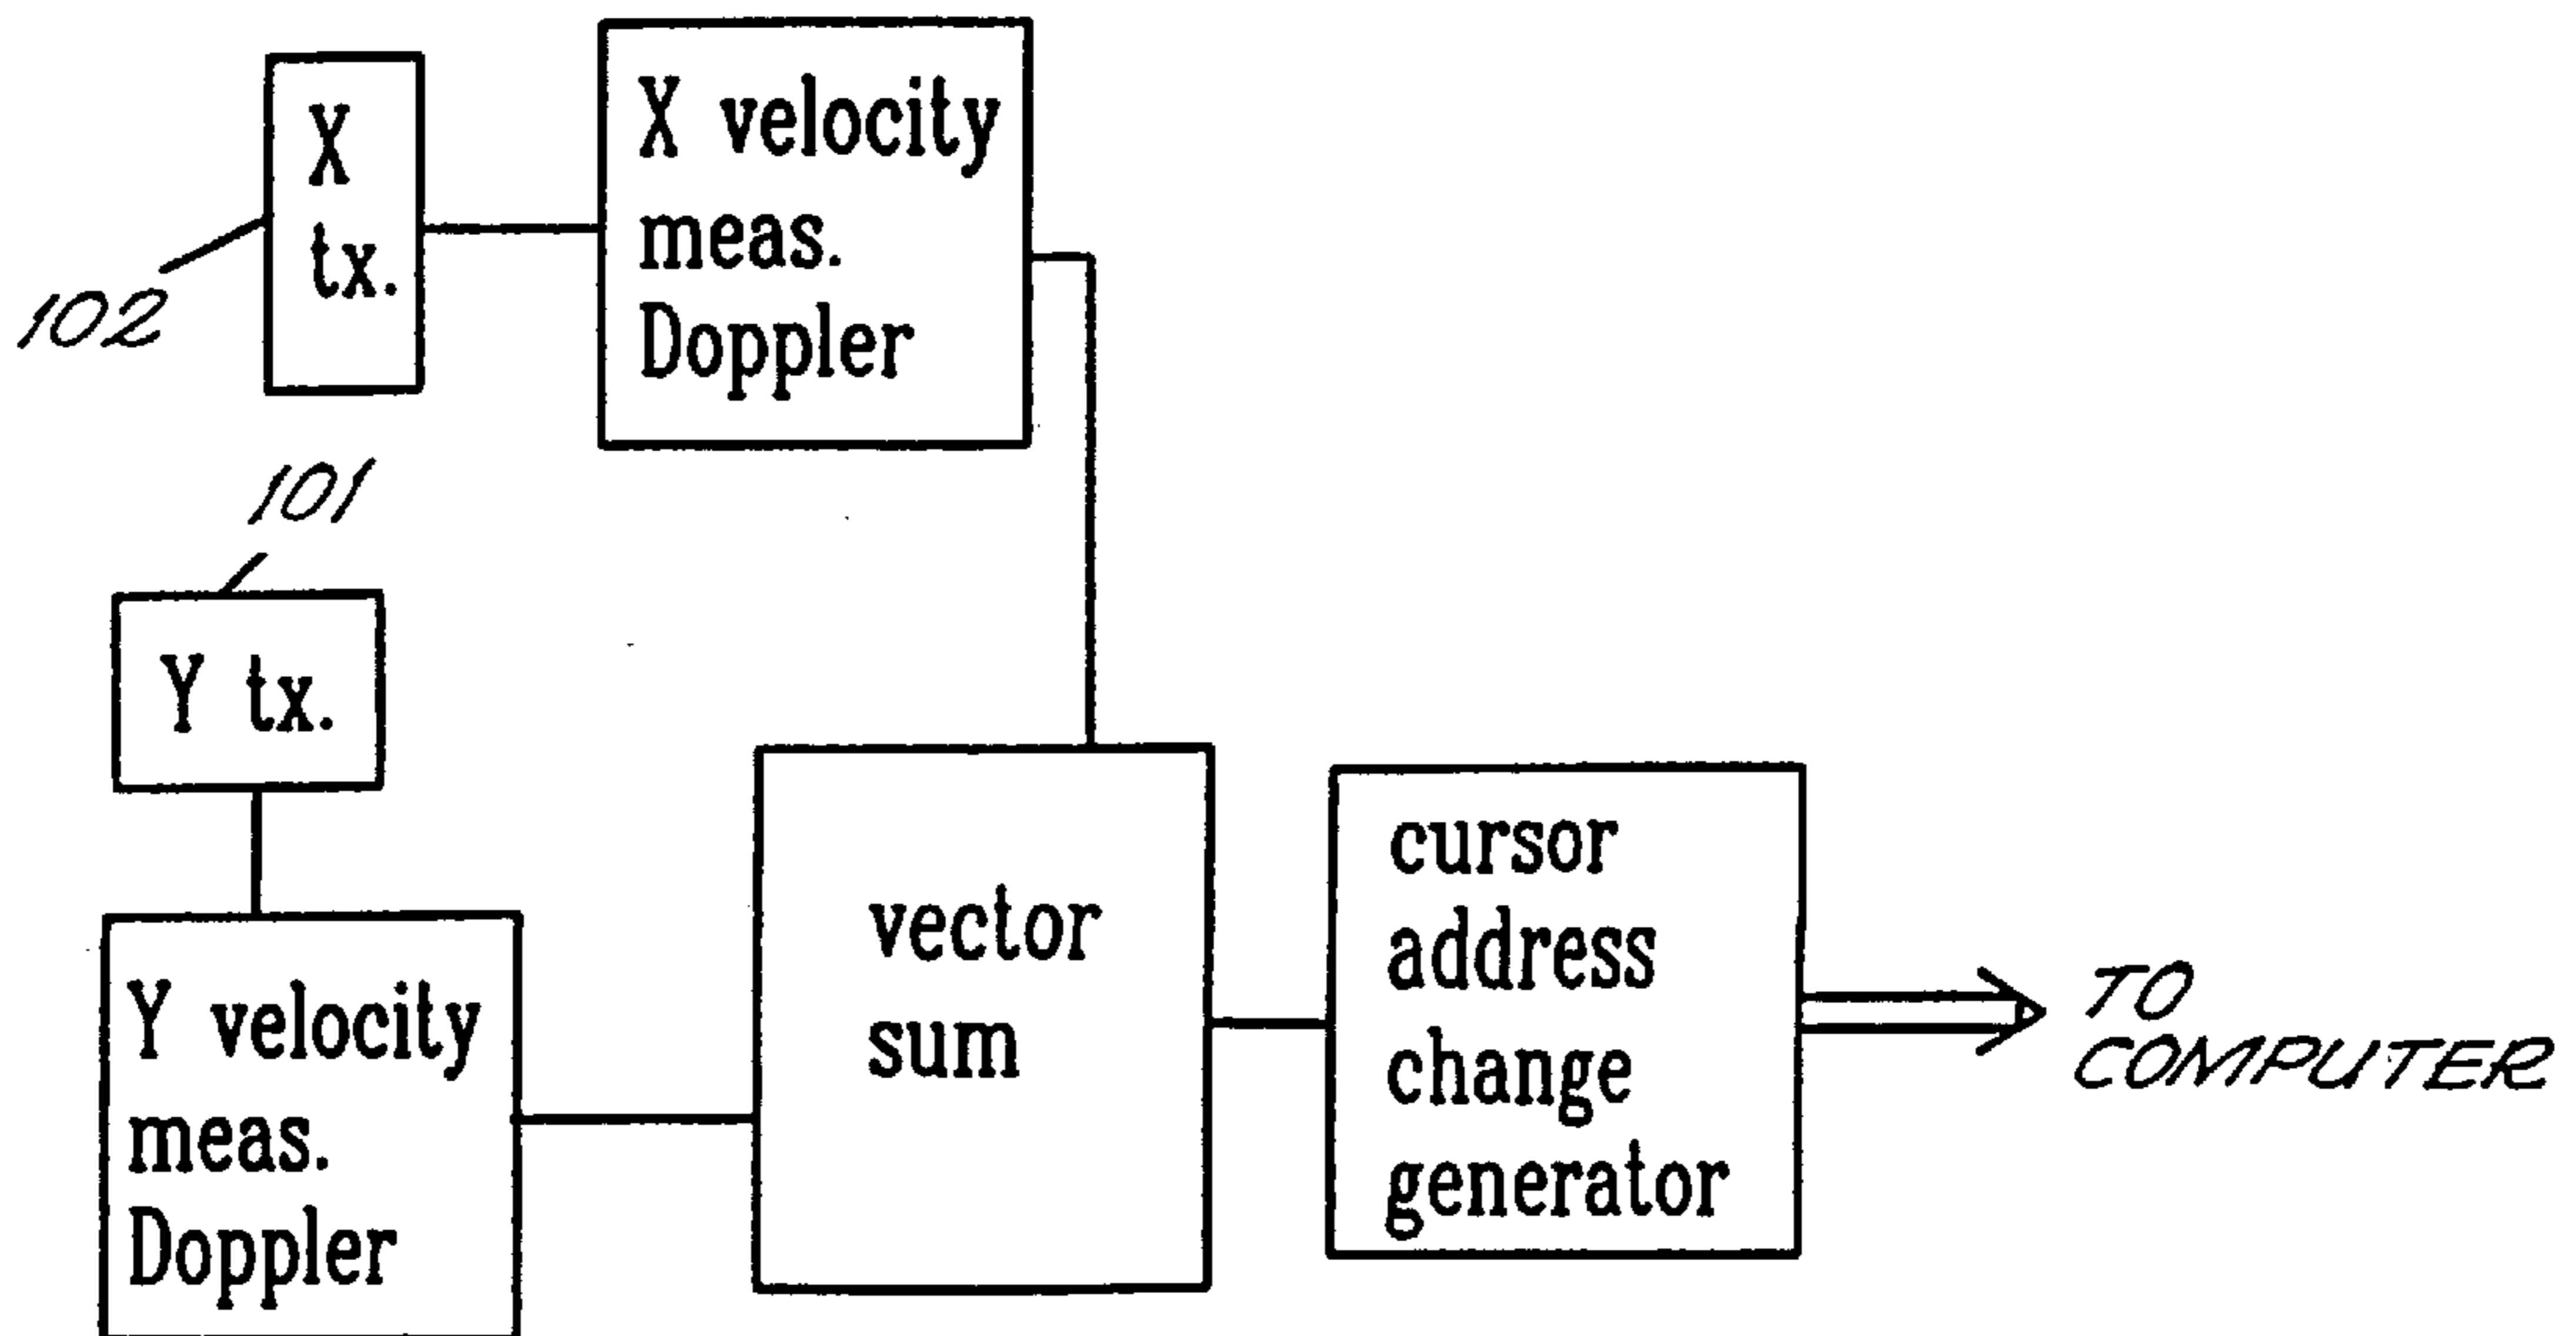 X
tx.
X velocity
meas.
Doppler
102
101
Y tx.
Y velocity
meas.
Doppler
vector
sum
cursor
address
change
generator
TO
COMPUTER